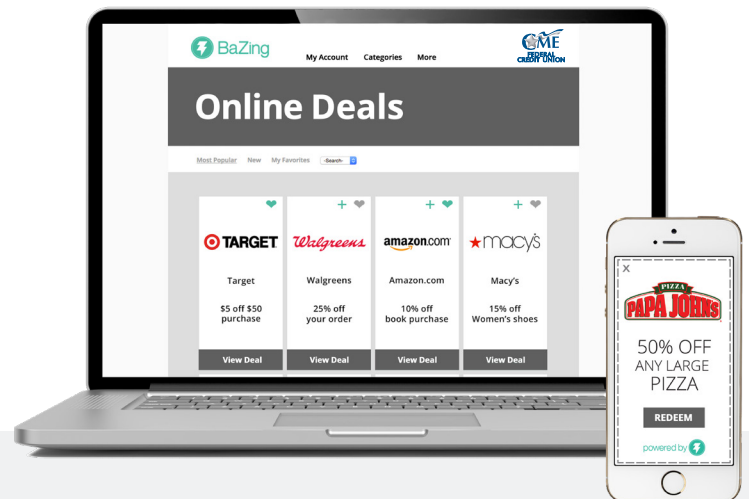 BaZing
My Account Categories More
CME
FEDERAL
CREDIT UNION
Online Deals
Most Popular New My Favorites -Search-
TARGET
Walgreens
amazon.com
macy's
Target
Walgreens
Amazon.com
Macy's
$5 off $50
purchase
25% off
your order
10% off
book purchase
15% off
Women's shoes
View Deal
View Deal
View Deal
View Deal
X
PIZZA
PAPA JOHN'S
50% OFF
ANY LARGE
PIZZA
REDEEM
powered by